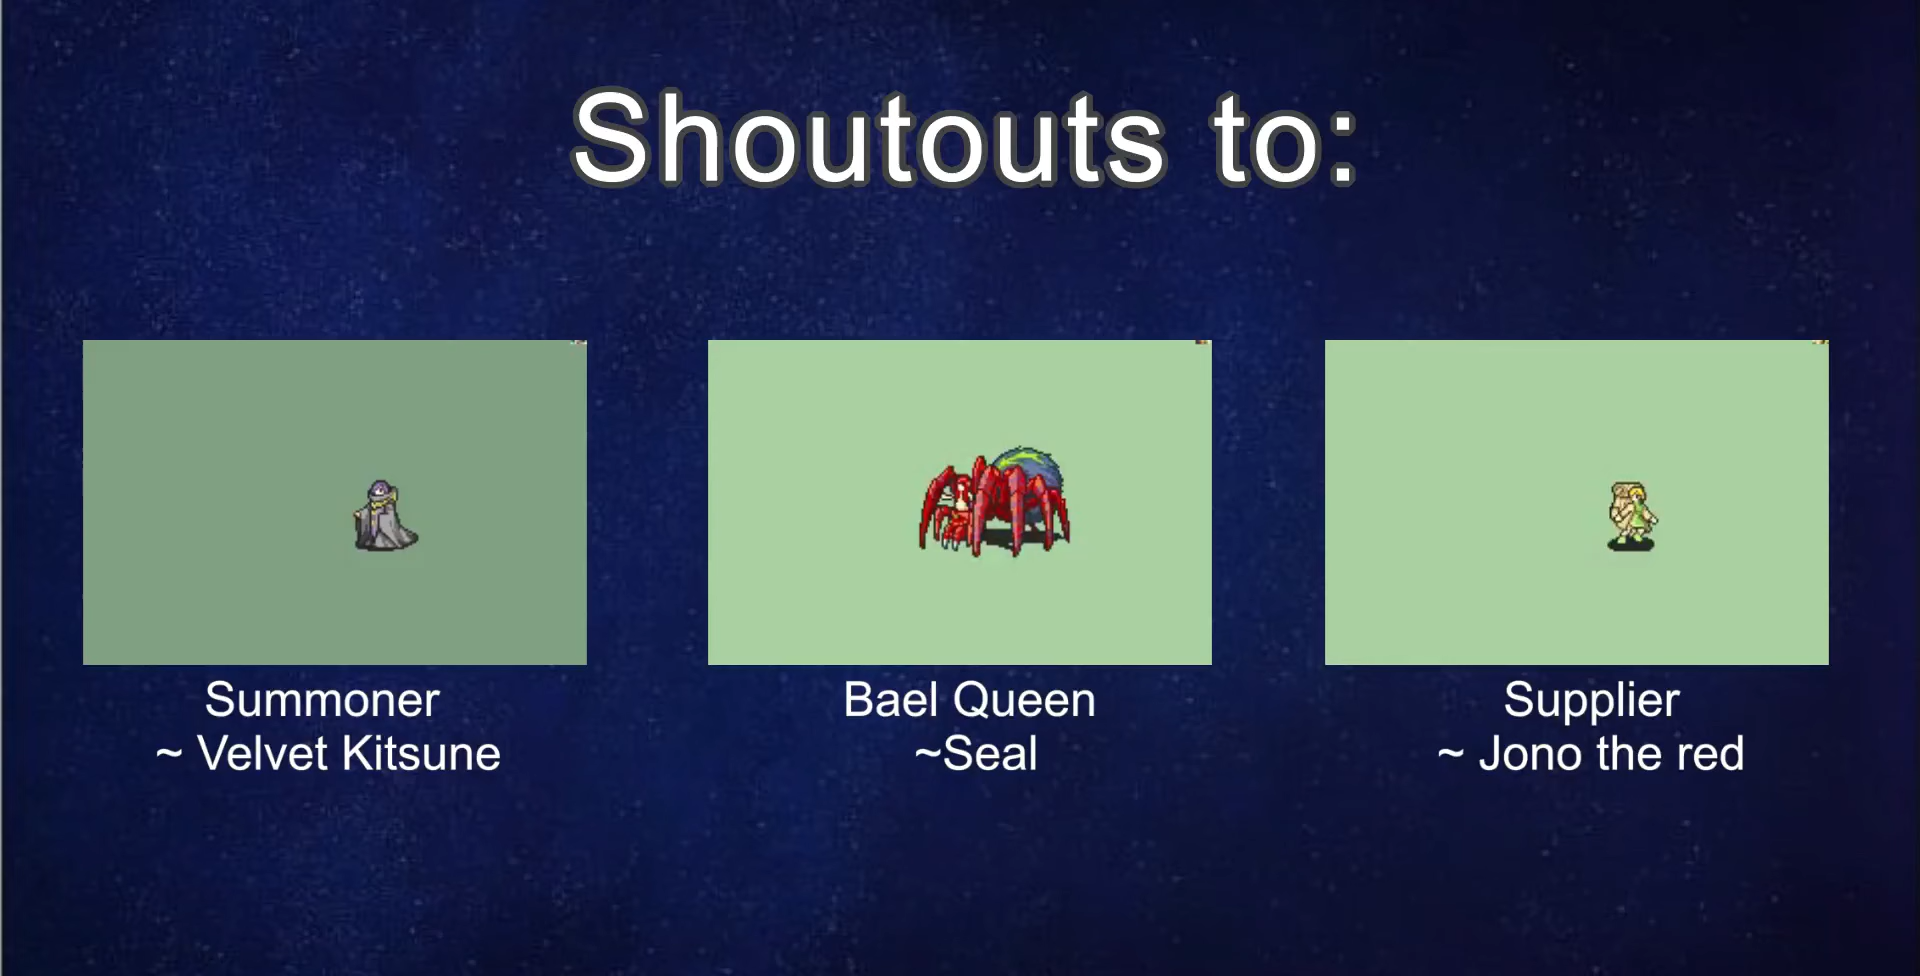 Shoutouts to:
Summoner
~ Velvet Kitsune
Bael Queen
~Seal
Supplier
~ Jono the red